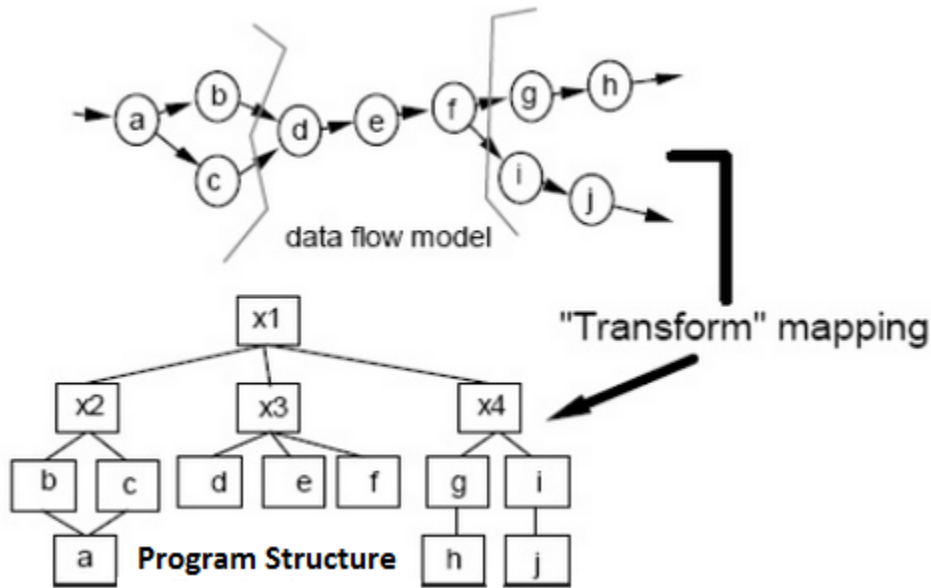 b
g
h
a
d
e
f
c
i
j
data flow model
x1
"Transform" mapping
x2
x3
x4
b
c
d
e
f
g
i
a
Program Structure
h
j